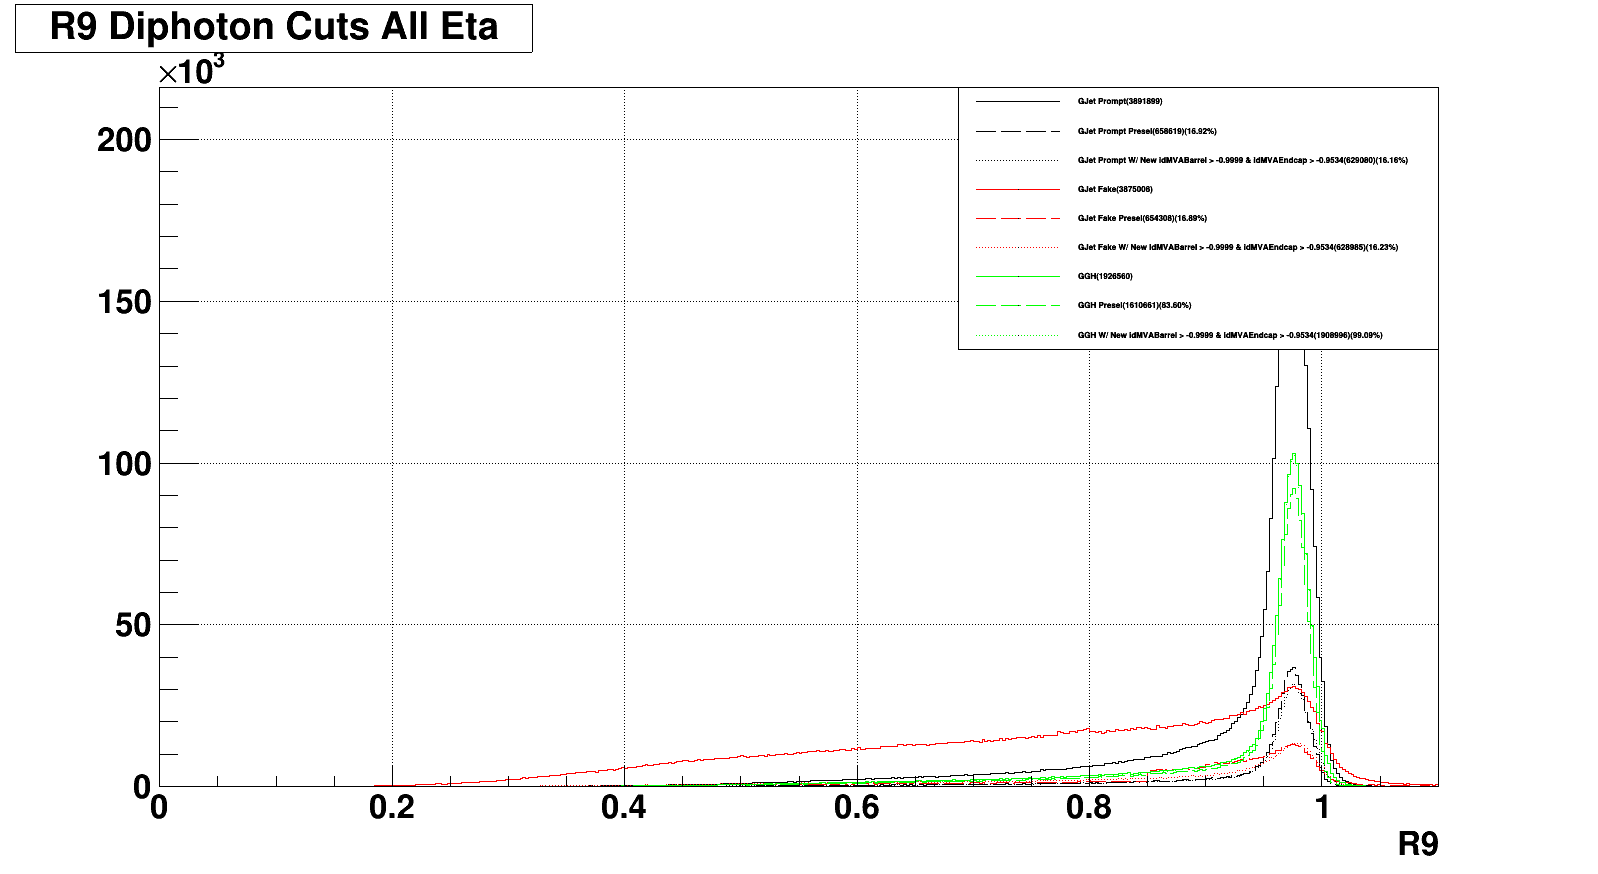 R9 Diphoton Cuts All Eta
×10³
200
150
100
50
0
0 0.2 0.4 0.6 0.8 1
R9
GJet Prompt(3891899)
GJet Prompt Presel(658619)(16.92%)
GJet Prompt W/ New idMVABarrel > -0.9999 & idMVAEndcap > -0.9534(629080)(16.16%)
GJet Fake(3875006)
GJet Fake Presel(654308)(16.89%)
GJet Fake W/ New idMVABarrel > -0.9999 & idMVAEndcap > -0.9534(628985)(16.23%)
GGH(1926560)
GGH Presel(1610661)(83.60%)
GGH W/ New idMVABarrel > -0.9999 & idMVAEndcap > -0.9534(1908996)(99.09%)